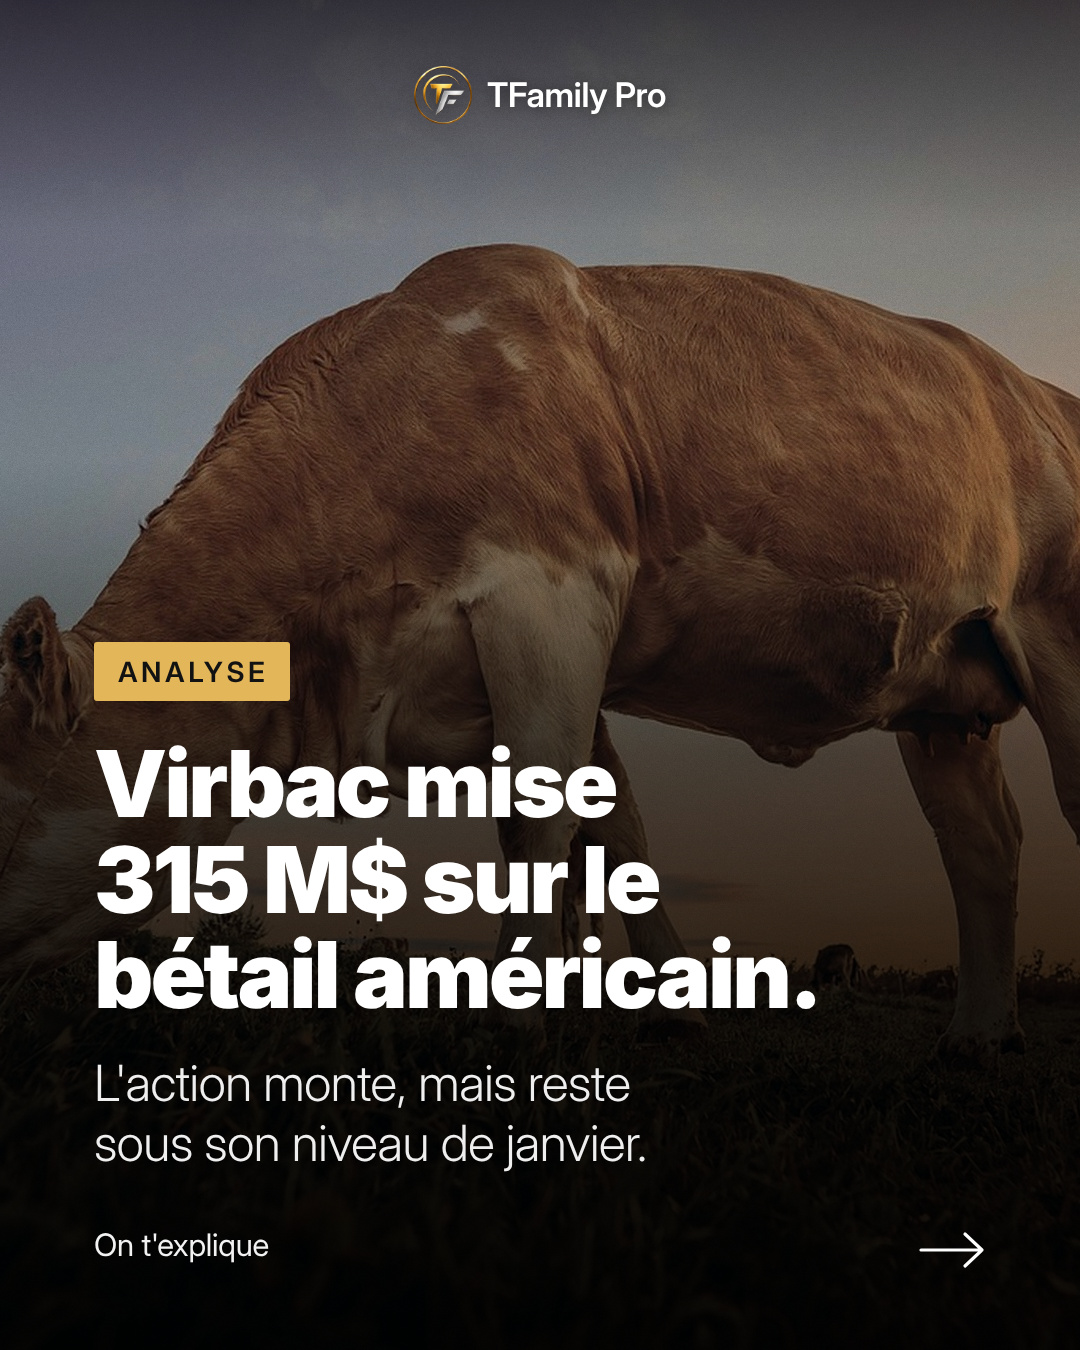 TFamily Pro
ANALYSE
Virbac mise
315 M$ sur le
bétail américain.
L'action monte, mais reste
sous son niveau de janvier.
On t'explique